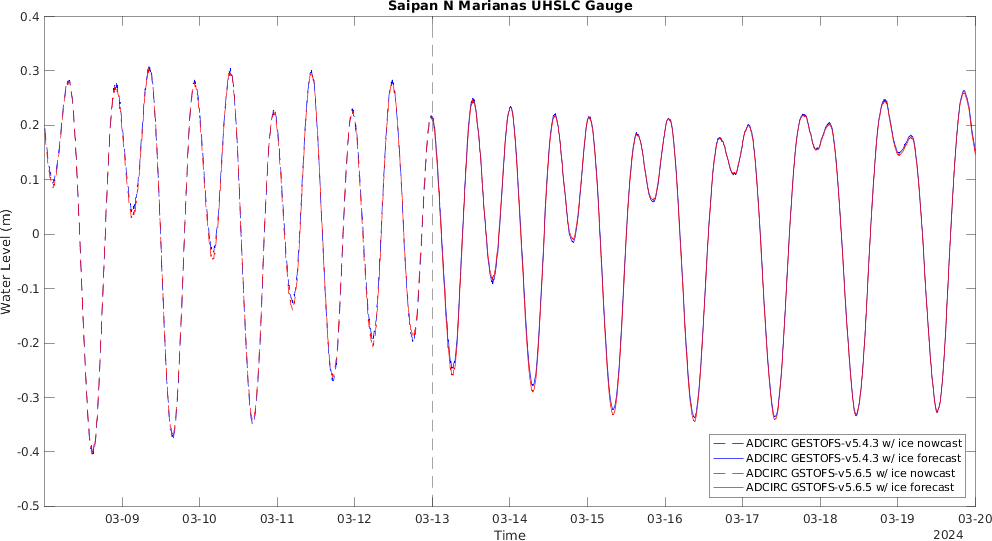 Saipan N Marianas UHSLC Gauge
0.4
0.3
0.2
0.1
0
-0.1
-0.2
-0.3
-0.4
-0.5
Water Level (m)
ADCIRC GESTOFS-v5.4.3 w/ ice nowcast
ADCIRC GESTOFS-v5.4.3 w/ ice forecast
ADCIRC GSTOFS-v5.6.5 w/ ice nowcast
ADCIRC GSTOFS-v5.6.5 w/ ice forecast
03-09 03-10 03-11 03-12 03-13 03-14 03-15 03-16 03-17 03-18 03-19 03-20
Time
2024